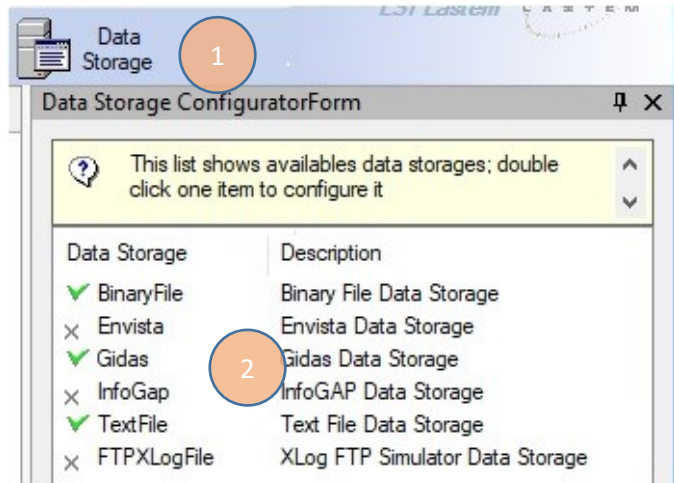 LSI Lastem LASTEM
Data
Storage
1
Data Storage ConfiguratorForm
This list shows availables data storages; double
click one item to configure it
Data Storage Description
BinaryFile Binary File Data Storage
Envista Envista Data Storage
Gidas Gidas Data Storage
2
InfoGap InfoGAP Data Storage
TextFile Text File Data Storage
FTPXLogFile XLog FTP Simulator Data Storage